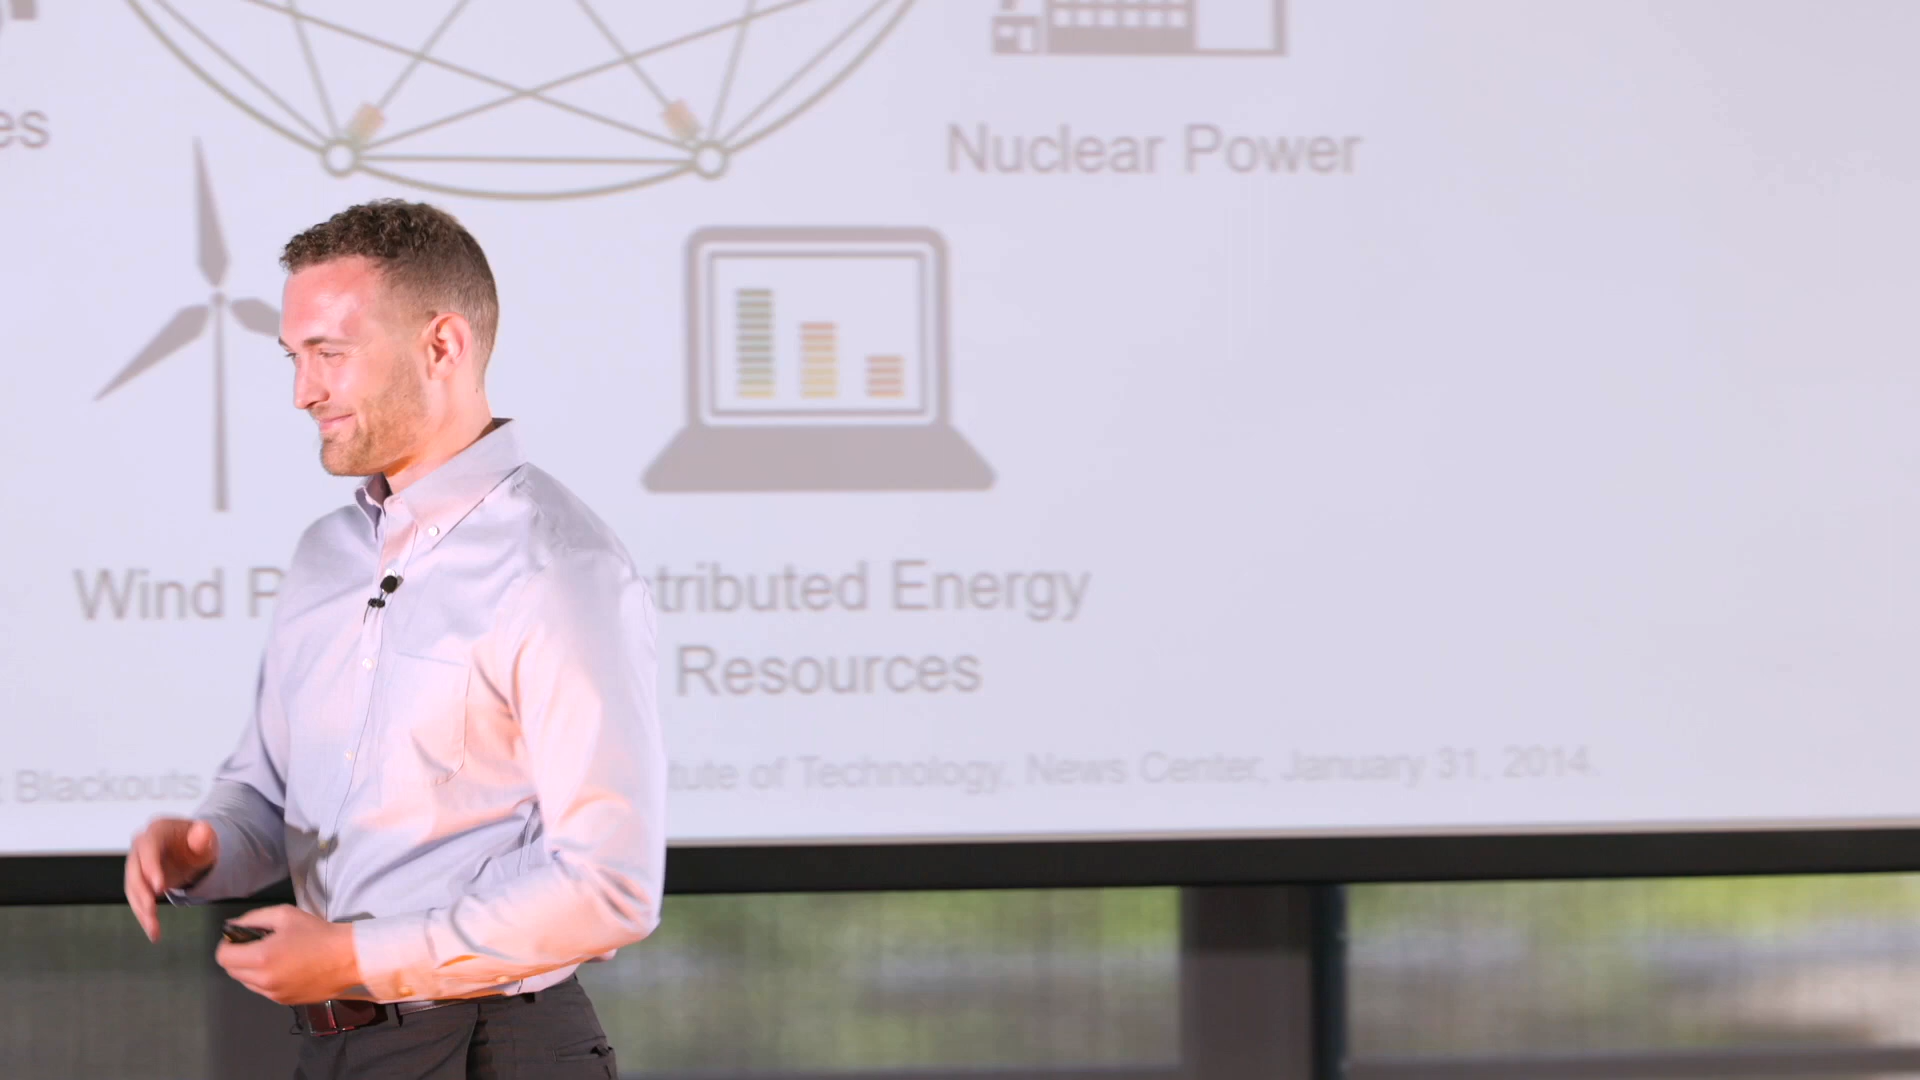 es
Nuclear Power
Wind P
tributed Energy
Resources
Blackouts tute of Technology, News Center, January 31, 2014.